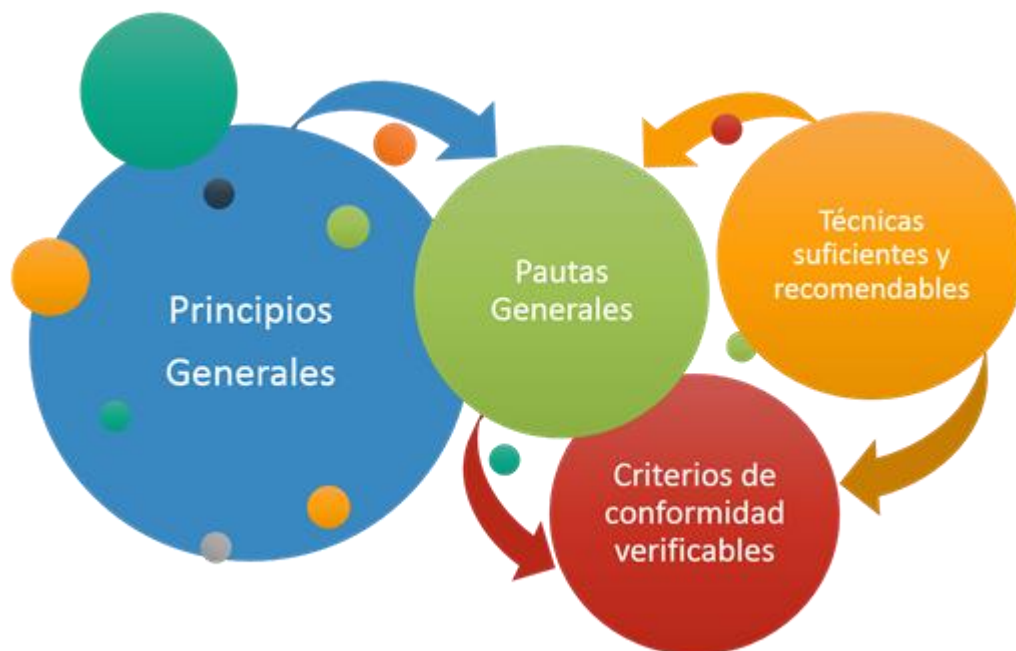 Principios
Generales
Pautas
Generales
Técnicas
suficientes y
recomendables
Criterios de
conformidad
verificables